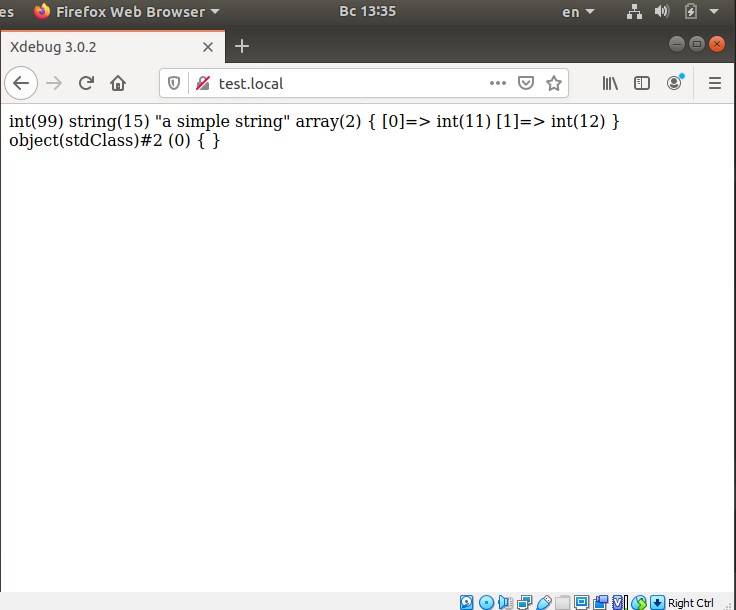 es Firefox Web Browser Вс 13:35 en
Xdebug 3.0.2
test.local
int(99) string(15) "a simple string" array(2) { [0]=> int(11) [1]=> int(12) }
object(stdClass)#2 (0) { }
Right Ctrl